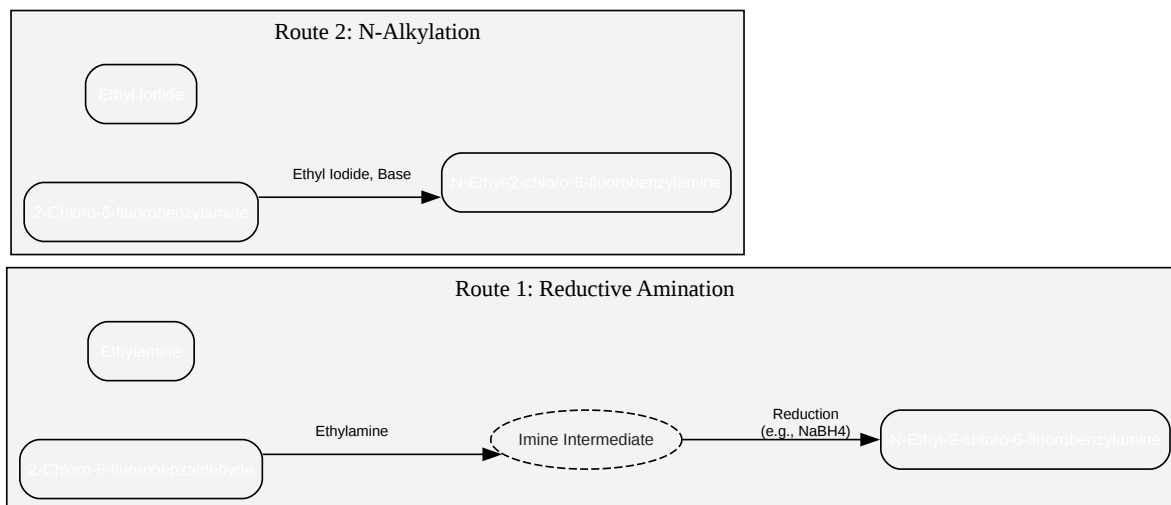 Route 2: N-Alkylation
Ethyl Iodide
Ethyl Iodide, Base
N-Ethyl-2-chloro-6-fluorobenzylamine
2-Chloro-6-fluorobenzylamine
Route 1: Reductive Amination
Ethylamine
Ethylamine
Imine Intermediate
Reduction
(e.g., NaBH4)
N-Ethyl-2-chloro-6-fluorobenzylamine
2-Chloro-6-fluorobenzaldehyde